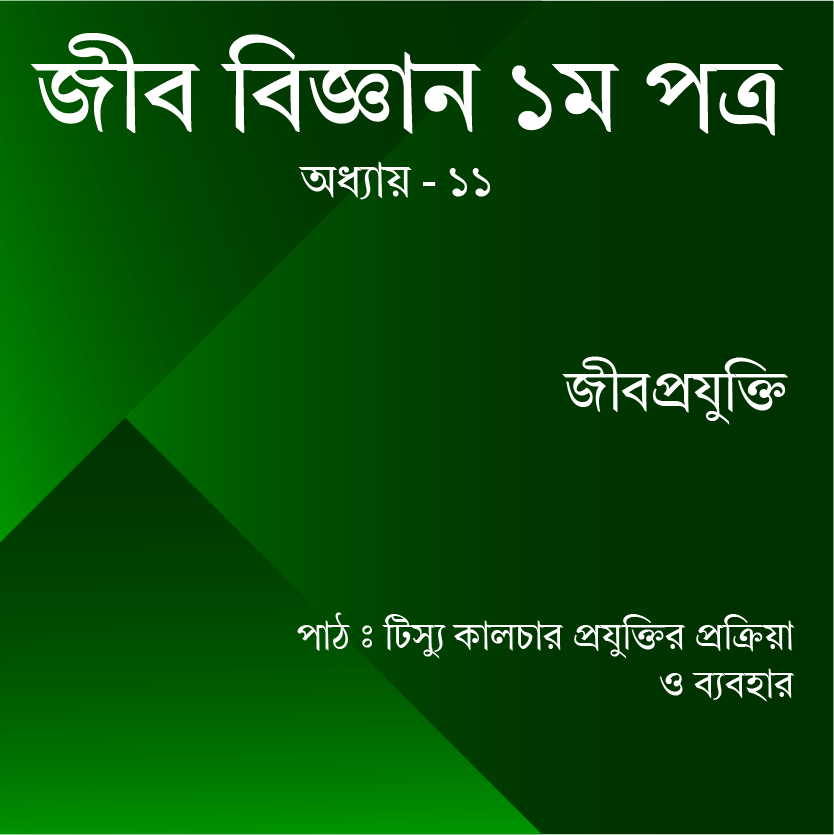 জীব বিজ্ঞান ১ম পত্র
অধ্যায় - ১১
জীবপ্রযুক্তি
পাঠ ঃ টিস্যু কালচার প্রযুক্তির প্রক্রিয়া
ও ব্যবহার